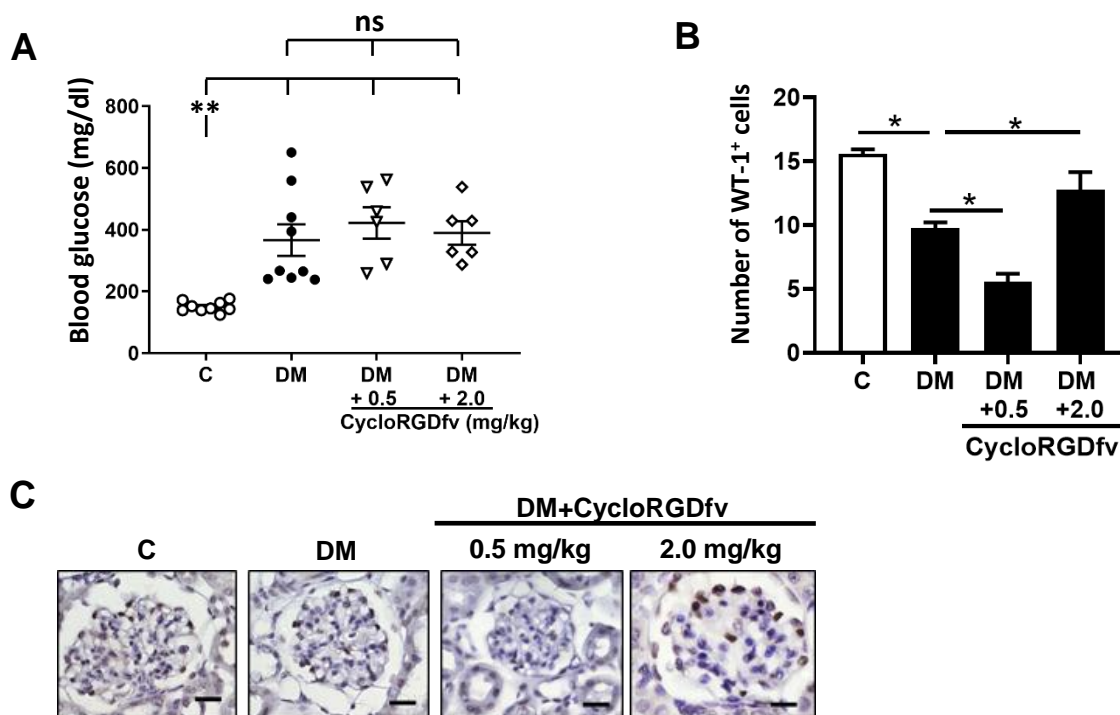 A
ns
**
Blood glucose (mg/dl)
800
600
400
200
0
C
DM
DM
+ 0.5
DM
+ 2.0
CycloRGDfv (mg/kg)
B
*
*
*
Number of WT-1+ cells
20
15
10
5
0
C
DM
DM
+0.5
DM
+2.0
CycloRGDfv
C
DM+CycloRGDfv
C
DM
0.5 mg/kg
2.0 mg/kg